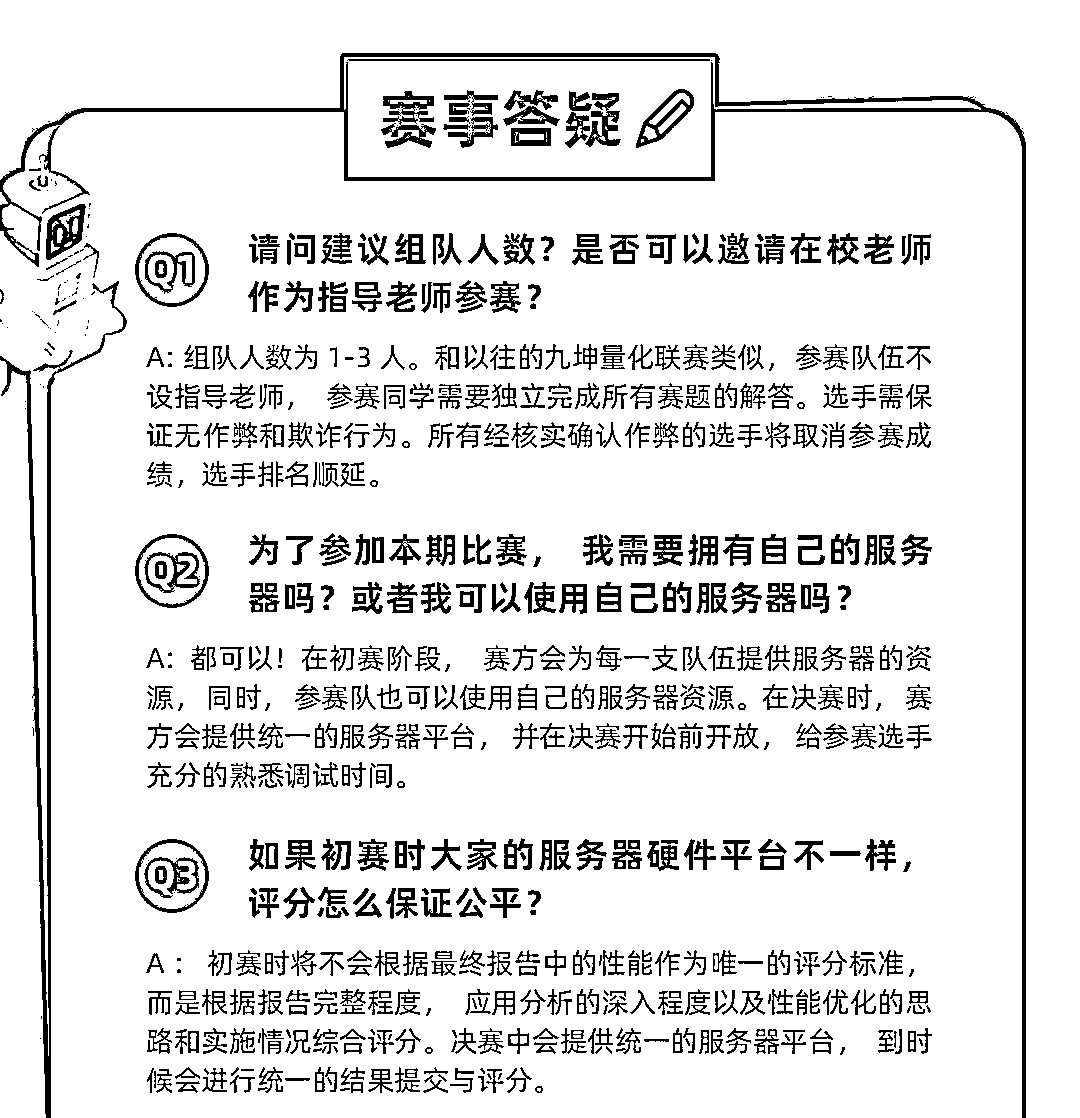 赛事答疑
Q1
请问建议组队人数？是否可以邀请在校老师
作为指导老师参赛？
A: 组队人数为 1-3 人。和以往的九坤量化联赛类似，参赛队伍不
设指导老师， 参赛同学需要独立完成所有赛题的解答。选手需保
证无作弊和欺诈行为。所有经核实确认作弊的选手将取消参赛成
绩，选手排名顺延。
Q2
为了参加本期比赛， 我需要拥有自己的服务
器吗？或者我可以使用自己的服务器吗？
A: 都可以！在初赛阶段， 赛方会为每一支队伍提供服务器的资
源， 同时， 参赛队也可以使用自己的服务器资源。在决赛时， 赛
方会提供统一的服务器平台， 并在决赛开始前开放， 给参赛选手
充分的熟悉调试时间。
Q3
如果初赛时大家的服务器硬件平台不一样，
评分怎么保证公平？
A： 初赛时将不会根据最终报告中的性能作为唯一的评分标准，
而是根据报告完整程度， 应用分析的深入程度以及性能优化的思
路和实施情况综合评分。决赛中会提供统一的服务器平台， 到时
候会进行统一的结果提交与评分。